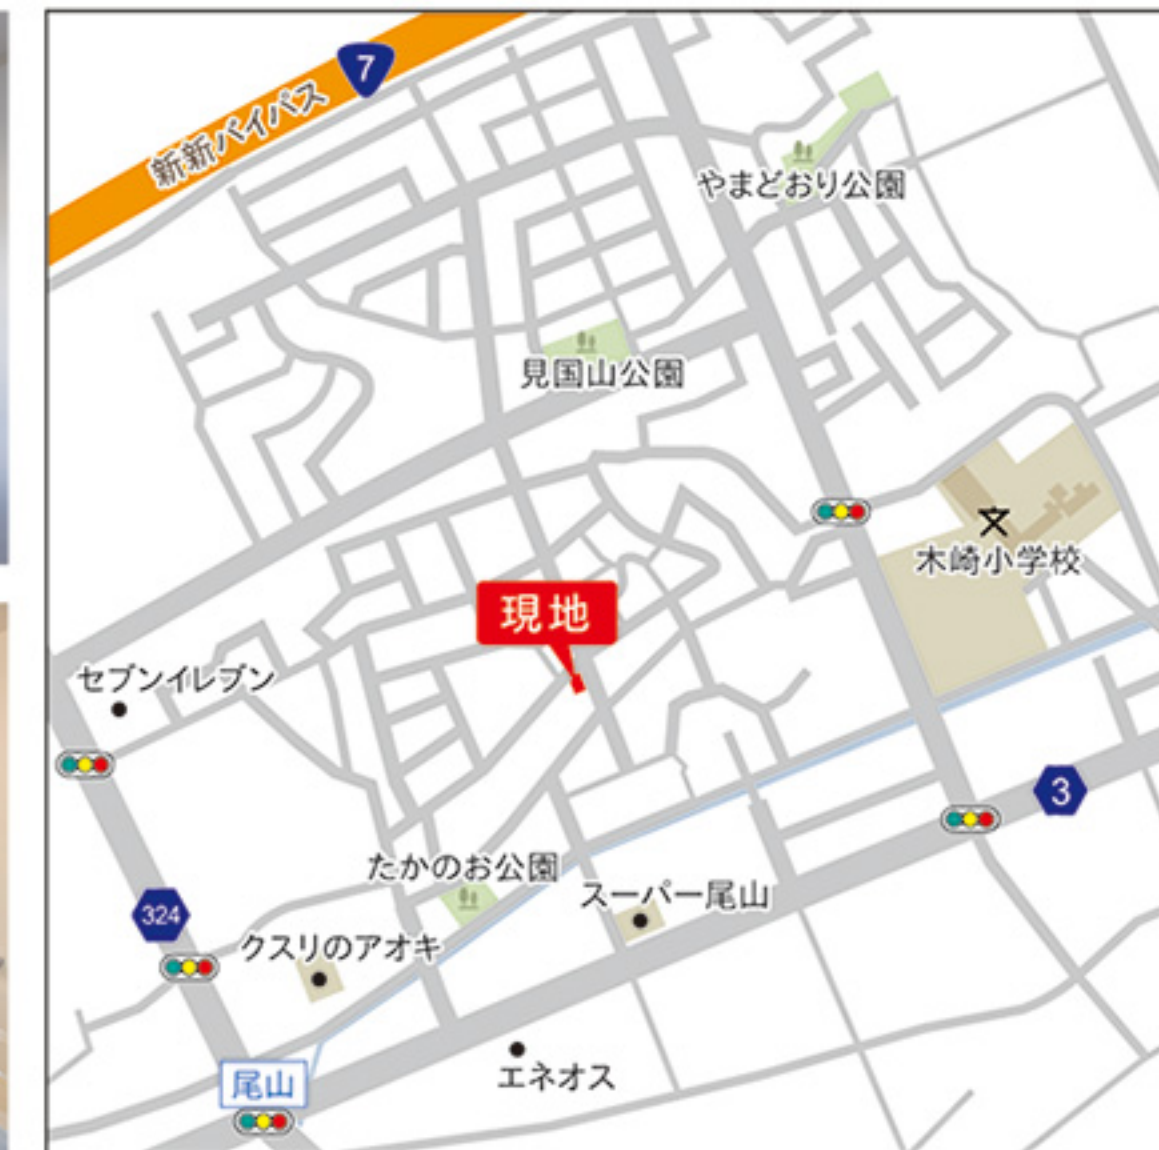 7
新新バイパス
やまどおり公園
見国山公園
木崎小学校
現地
セブンイレブン
3
たかのお公園
スーパー尾山
324
クスリのアオキ
エネオス
尾山